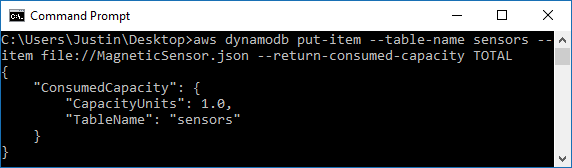 Command Prompt
C:\Users\Justin\Desktop>aws dynamodb put-item --table-name sensors --
item file://MagneticSensor.json --return-consumed-capacity TOTAL
{
    "ConsumedCapacity": {
        "CapacityUnits": 1.0,
        "TableName": "sensors"
    }
}